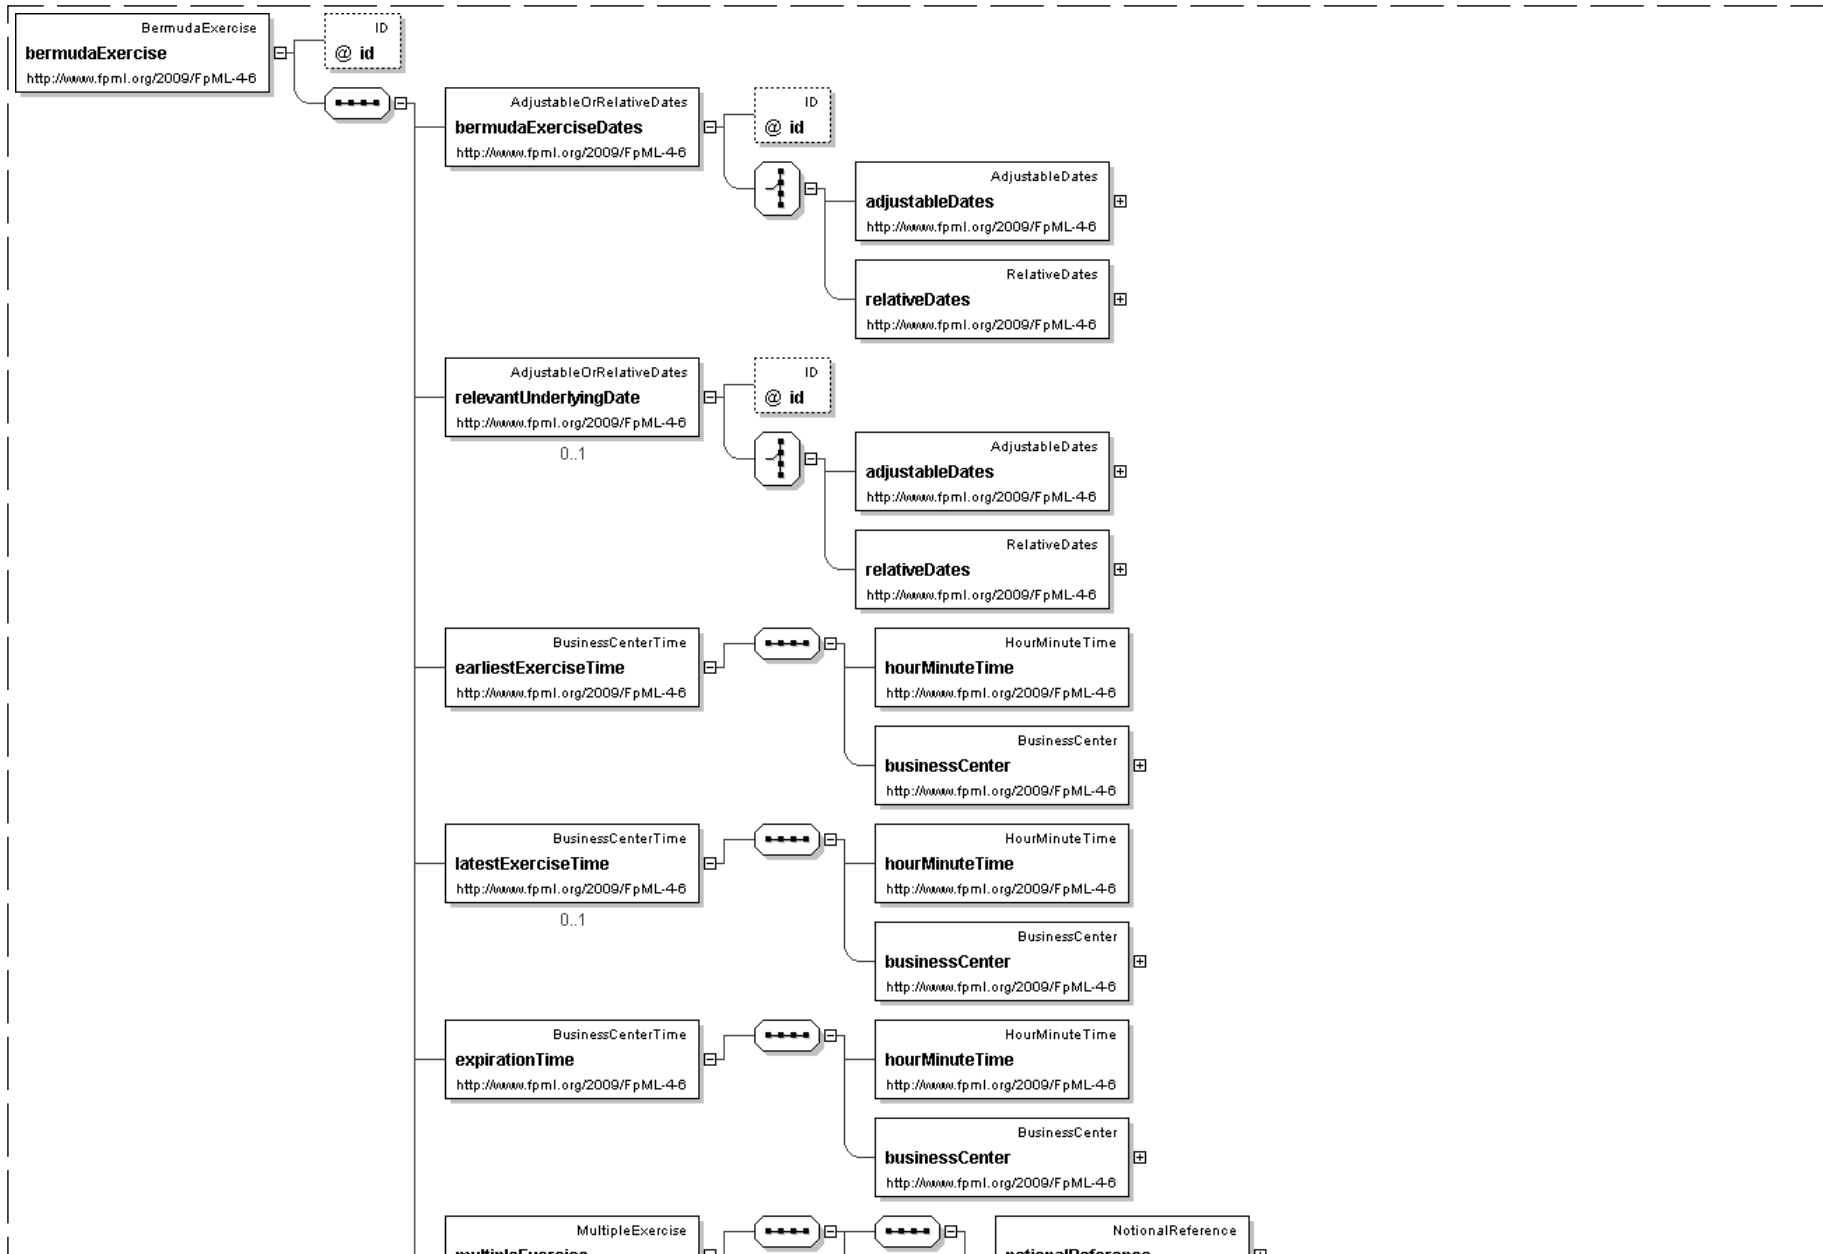 BermudaExercise
bermudaExercise
http://www.fpml.org/2009/FpML-4-6
ID
@ id
AdjustableOrRelativeDates
bermudaExerciseDates
http://www.fpml.org/2009/FpML-4-6
ID
@ id
AdjustableDates
adjustableDates
http://www.fpml.org/2009/FpML-4-6
RelativeDates
relativeDates
http://www.fpml.org/2009/FpML-4-6
AdjustableOrRelativeDates
relevantUnderlyingDate
http://www.fpml.org/2009/FpML-4-6
0..1
ID
@ id
AdjustableDates
adjustableDates
http://www.fpml.org/2009/FpML-4-6
RelativeDates
relativeDates
http://www.fpml.org/2009/FpML-4-6
BusinessCenterTime
earliestExerciseTime
http://www.fpml.org/2009/FpML-4-6
HourMinuteTime
hourMinuteTime
http://www.fpml.org/2009/FpML-4-6
BusinessCenter
businessCenter
http://www.fpml.org/2009/FpML-4-6
BusinessCenterTime
latestExerciseTime
http://www.fpml.org/2009/FpML-4-6
0..1
HourMinuteTime
hourMinuteTime
http://www.fpml.org/2009/FpML-4-6
BusinessCenter
businessCenter
http://www.fpml.org/2009/FpML-4-6
BusinessCenterTime
expirationTime
http://www.fpml.org/2009/FpML-4-6
HourMinuteTime
hourMinuteTime
http://www.fpml.org/2009/FpML-4-6
BusinessCenter
businessCenter
http://www.fpml.org/2009/FpML-4-6
MultipleExercise
multipleExercise
NotionalReference
notionalReference